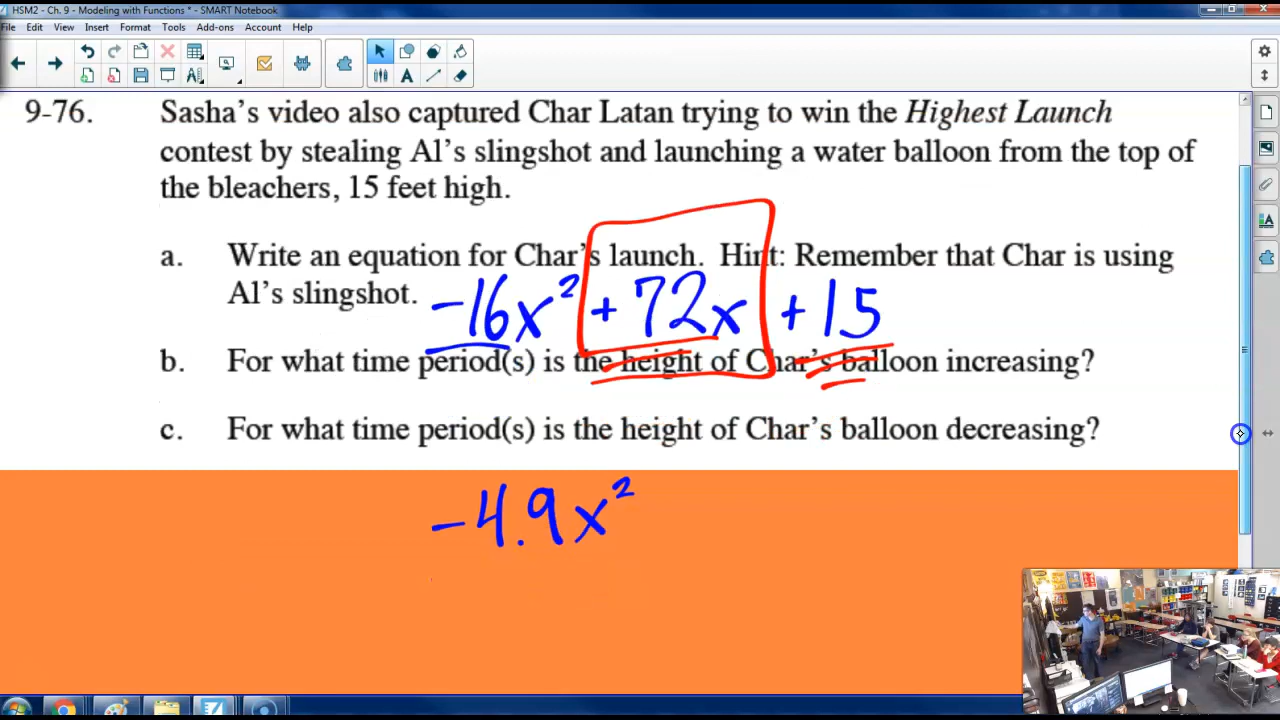 HSM2 - Ch. 9 - Modeling with Functions * - SMART Notebook
File Edit View Insert Format Tools Add-ons Account Help
9-76. Sasha's video also captured Char Latan trying to win the Highest Launch
contest by stealing Al's slingshot and launching a water balloon from the top of
the bleachers, 15 feet high.
a. Write an equation for Char's launch. Hint: Remember that Char is using
Al's slingshot.
-16x² +72x +15
b. For what time period(s) is the height of Char's balloon increasing?
c. For what time period(s) is the height of Char's balloon decreasing?
-4.9x²